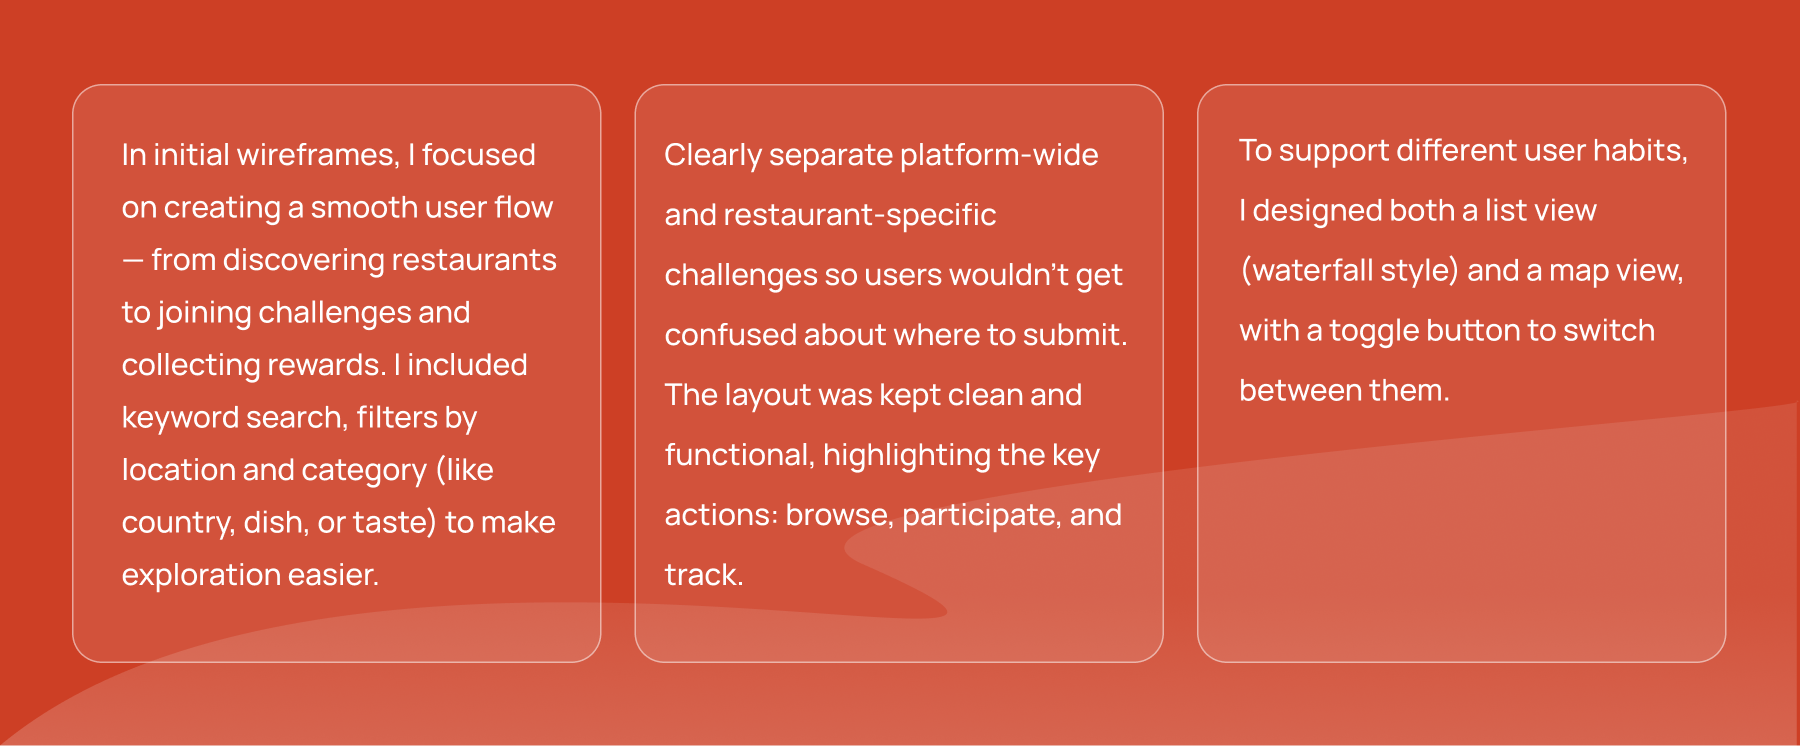 In initial wireframes, I focused
on creating a smooth user flow
— from discovering restaurants
to joining challenges and
collecting rewards. I included
keyword search, filters by
location and category (like
country, dish, or taste) to make
exploration easier.
Clearly separate platform-wide
and restaurant-specific
challenges so users wouldn’t get
confused about where to submit.
The layout was kept clean and
functional, highlighting the key
actions: browse, participate, and
track.
To support different user habits,
I designed both a list view
(waterfall style) and a map view,
with a toggle button to switch
between them.